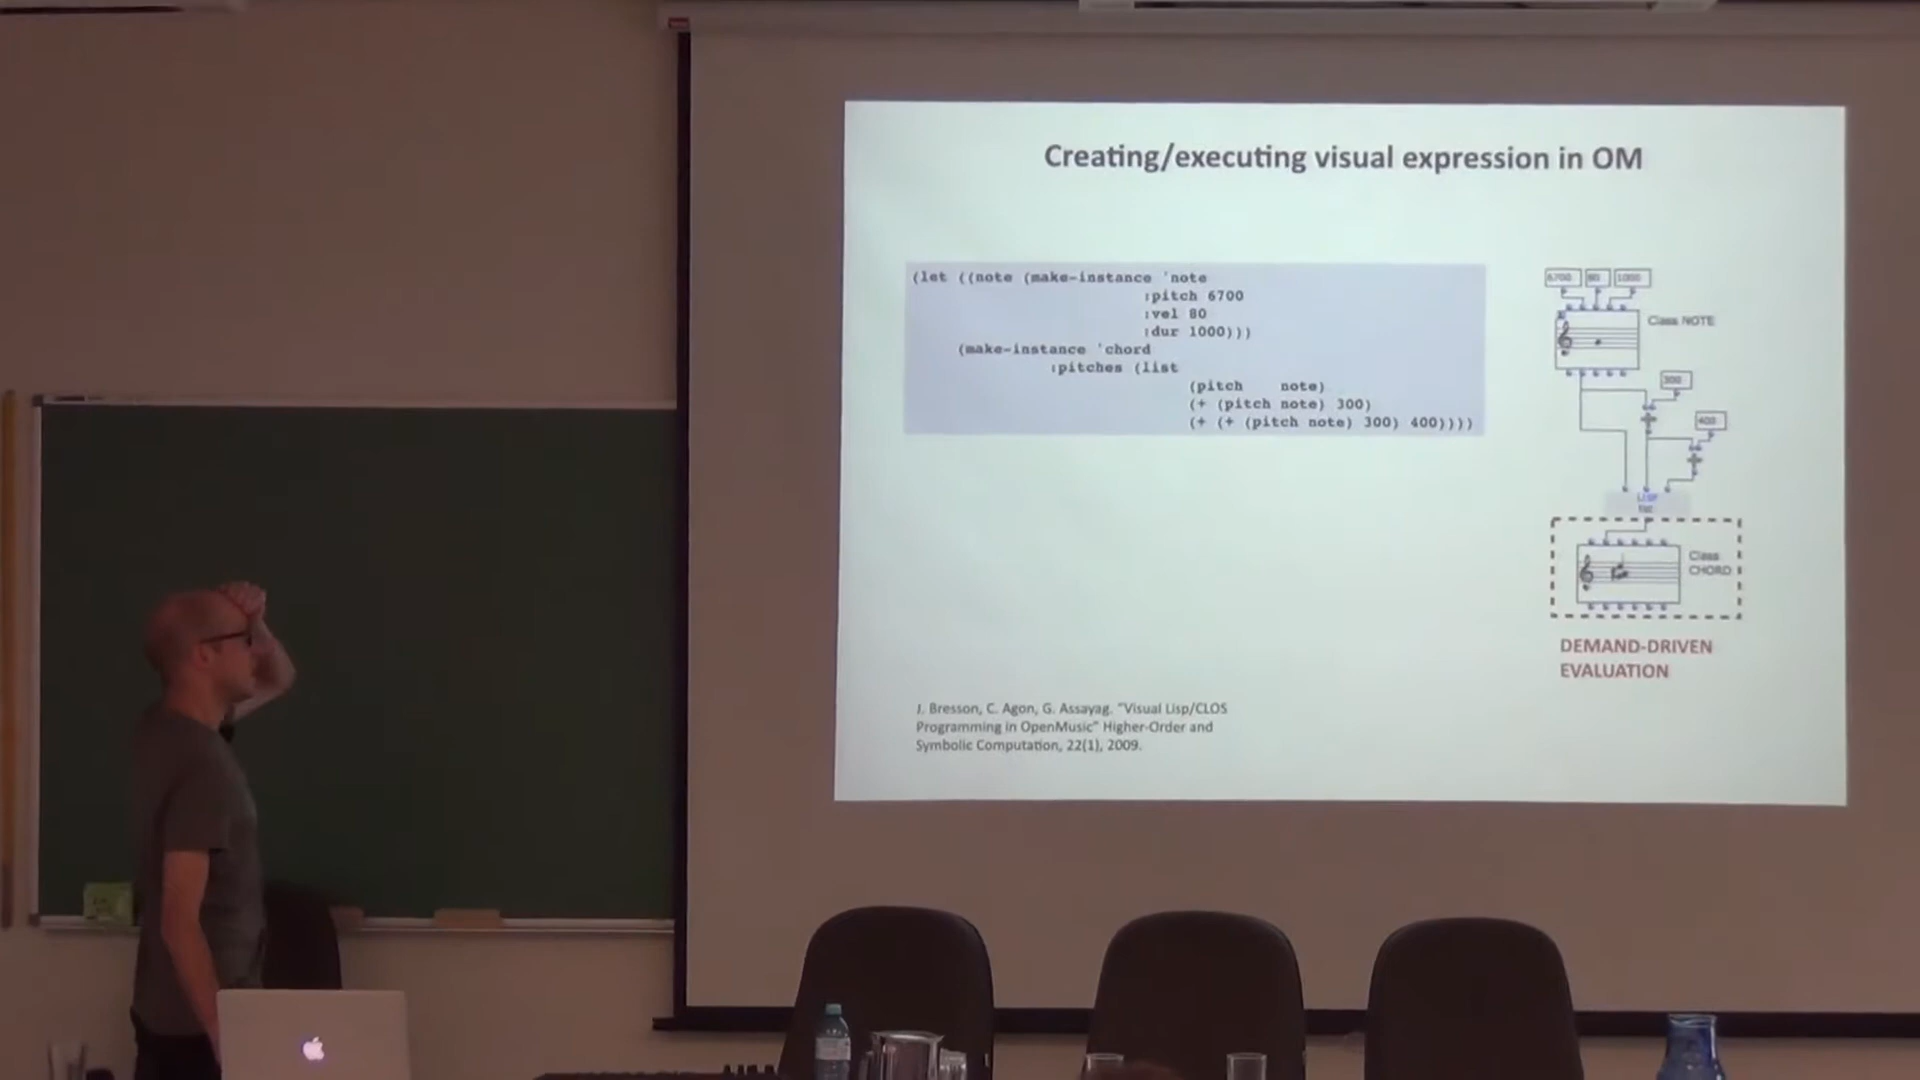 Creating/executing visual expression in OM
(let ((note (make-instance 'note
:pitch 6700
:vel 80
:dur 1000)))
(make-instance 'chord
:pitches (list
(pitch note)
(+ (pitch note) 300)
(+ (+ (pitch note) 300) 400))))
6700 80 1000
Class NOTE
300
400
LISP
Class
CHORD
DEMAND-DRIVEN
EVALUATION
J. Bresson, C. Agon, G. Assayag. "Visual Lisp/CLOS
Programming in OpenMusic" Higher-Order and
Symbolic Computation, 22(1), 2009.